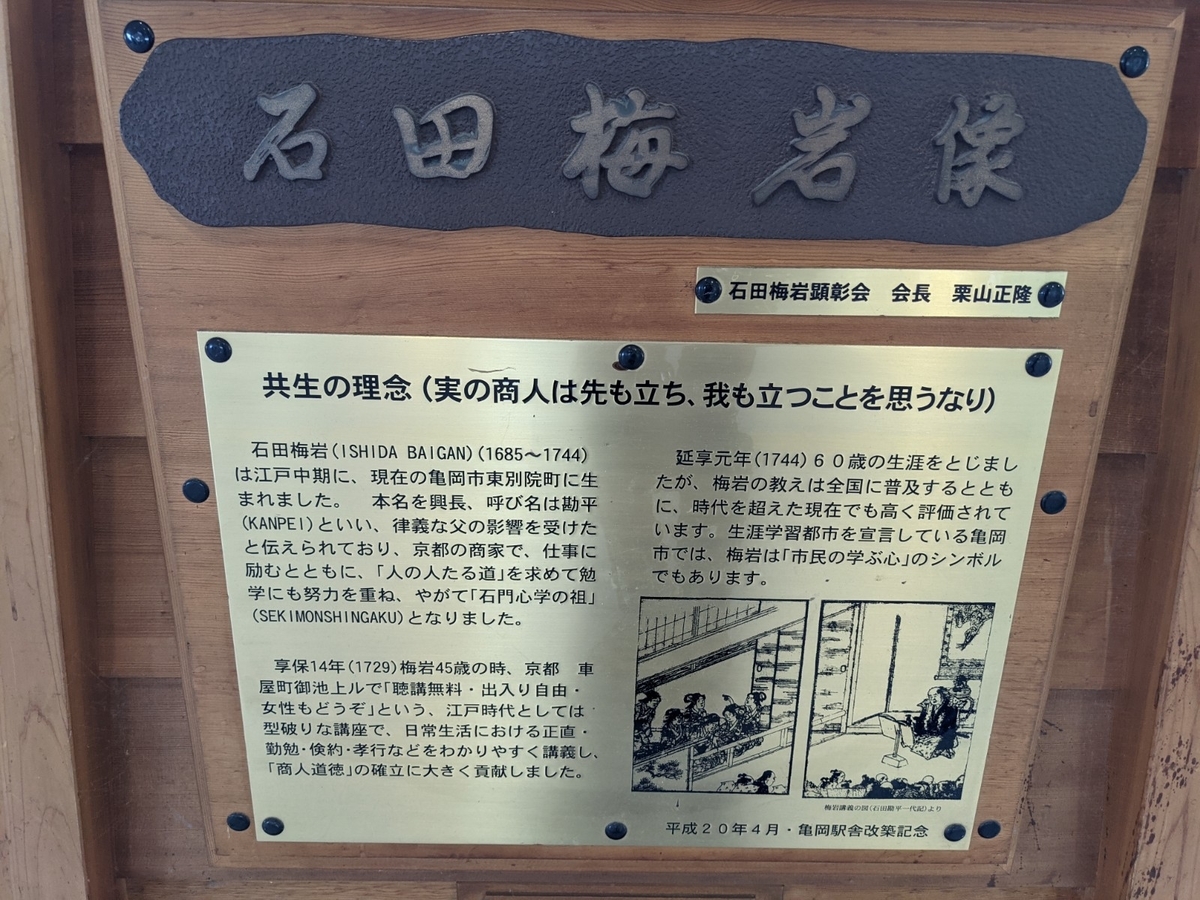 石田梅岩像
石田梅岩顕彰会　会長　栗山正隆
共生の理念（実の商人は先も立ち、我も立つことを思うなり）
石田梅岩(ISHIDA BAIGAN)(1685～1744)
は江戸中期に、現在の亀岡市東別院町に生
まれました。　本名を興長、呼び名は勘平
(KANPEI)といい、律義な父の影響を受けた
と伝えられており、京都の商家で、仕事に
励むとともに、「人の人たる道」を求めて勉
学にも努力を重ね、やがて「石門心学の祖」
(SEKIMONSHINGAKU)となりました。
享保14年(1729)梅岩45歳の時、京都　車
屋町御池上ルで「聴講無料・出入り自由・
女性もどうぞ」という、江戸時代としては
型破りな講座で、日常生活における正直・
勤勉・倹約・孝行などをわかりやすく講義し、
「商人道徳」の確立に大きく貢献しました。
延享元年(1744)６０歳の生涯をとじまし
たが、梅岩の教えは全国に普及するととも
に、時代を超えた現在でも高く評価されて
います。生涯学習都市を宣言している亀岡
市では、梅岩は「市民の学ぶ心」のシンボル
でもあります。
梅岩講義の図（石田勘平一代記）より
平成２０年４月・亀岡駅舎改築記念